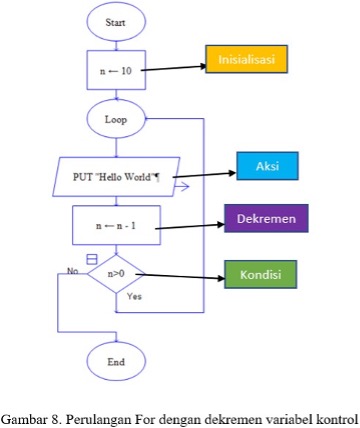 Start
n ← 10
Inisialisasi
Loop
PUT "Hello World"¶
Aksi
n ← n - 1
Dekremen
No
n>0
Kondisi
Yes
End
Gambar 8. Perulangan For dengan dekremen variabel kontrol